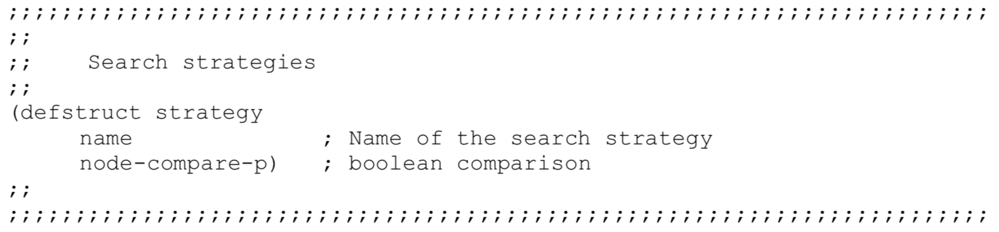 ;;;;;;;;;;;;;;;;;;;;;;;;;;;;;;;;;;;;;;;;;;;;;;;;;;;;;;;;;;;;;;;;;;;;;;;;
;;
;;    Search strategies
;;
(defstruct strategy
     name              ; Name of the search strategy
     node-compare-p)   ; boolean comparison
;;
;;;;;;;;;;;;;;;;;;;;;;;;;;;;;;;;;;;;;;;;;;;;;;;;;;;;;;;;;;;;;;;;;;;;;;;;